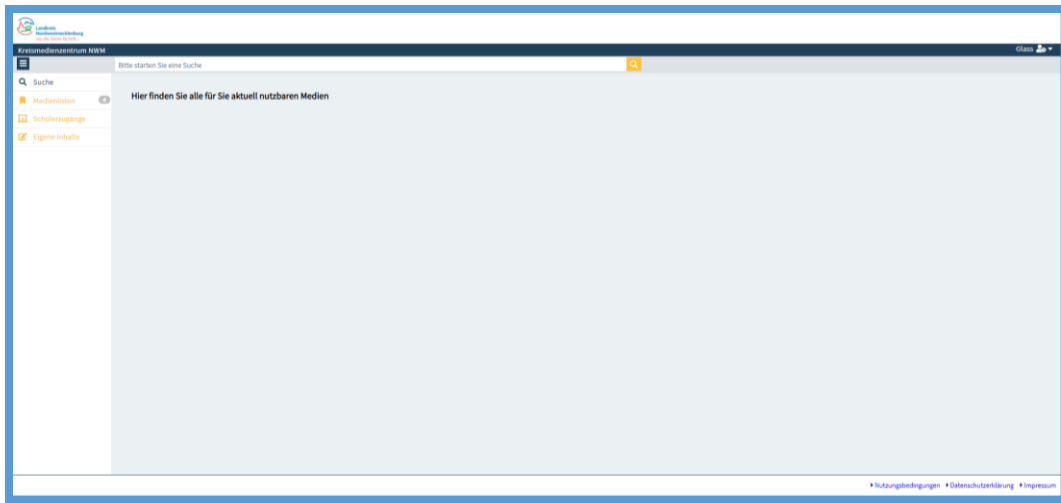 Landkreis
Nordwestmecklenburg
Kreismedienzentrum NWM
Glass
Bitte starten Sie eine Suche
Suche
Medienlisten
4
Schülerzugänge
Eigene Inhalte
Hier finden Sie alle für Sie aktuell nutzbaren Medien
Nutzungsbedingungen Datenschutzerklärung Impressum